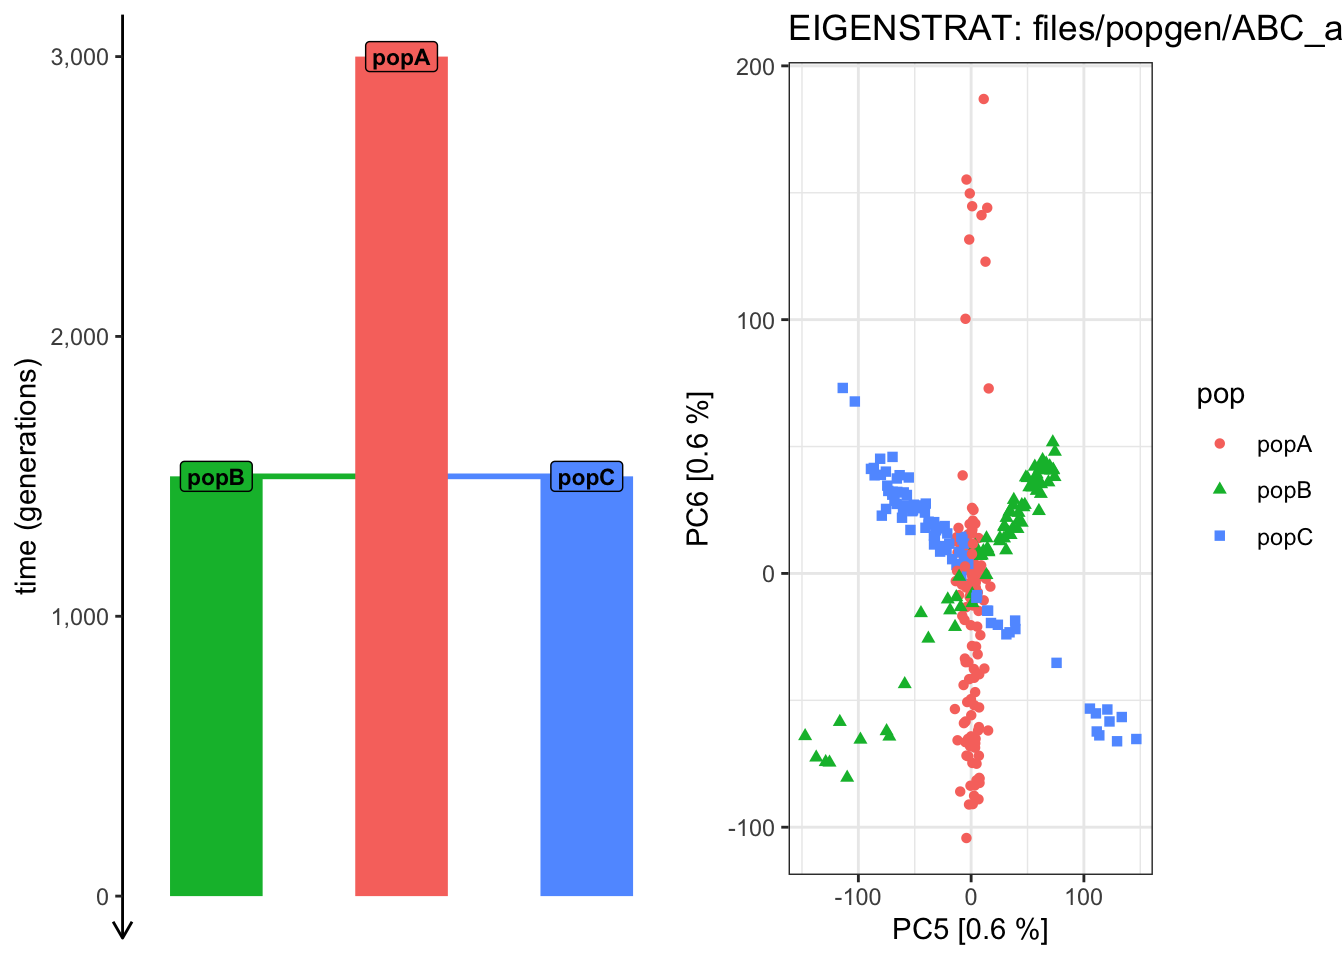 time (generations)
3,000
2,000
1,000
0
popA
popB
popC
EIGENSTRAT: files/popgen/ABC_a
PC6 [0.6 %]
200
100
0
-100
-100 0 100
PC5 [0.6 %]
pop
popA
popB
popC